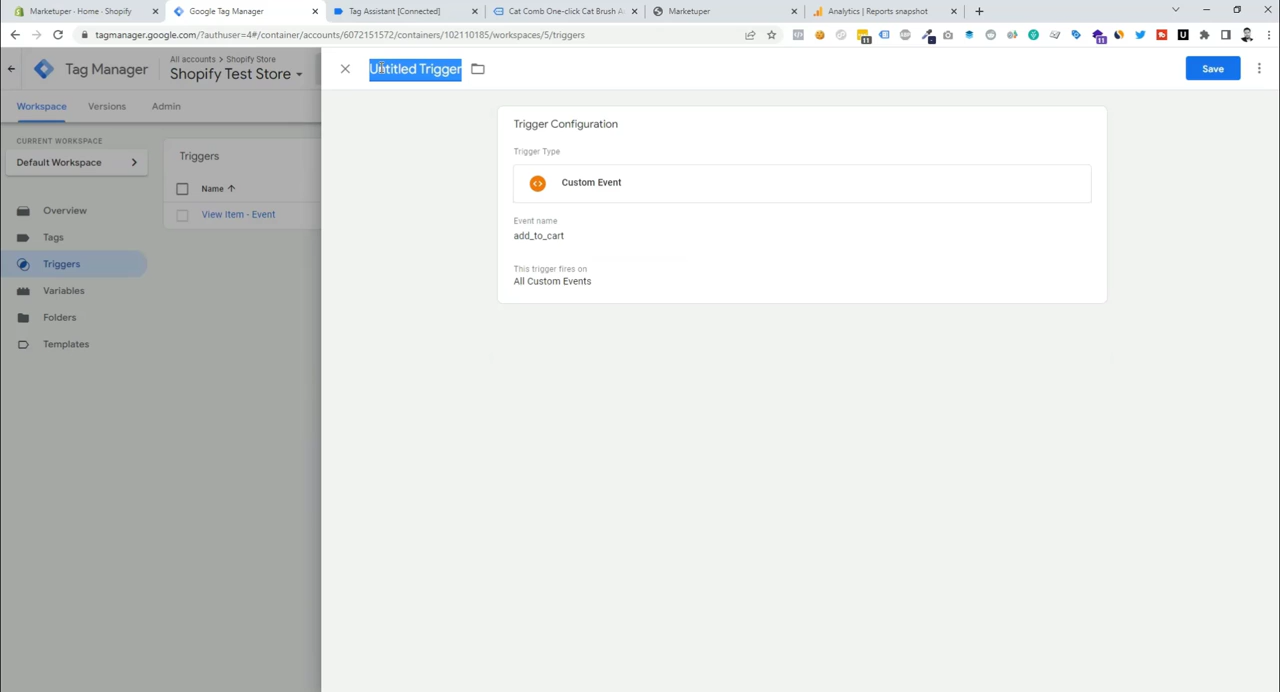 Marketuper · Home · Shopify
Google Tag Manager
Tag Assistant [Connected]
Cat Comb One-click Cat Brush A
Marketuper
Analytics | Reports snapshot
tagmanager.google.com/?authuser=4#/container/accounts/6072151572/containers/102110185/workspaces/5/triggers
Tag Manager
All accounts > Shopify Store
Shopify Test Store
Untitled Trigger
Save
Workspace
Versions
Admin
CURRENT WORKSPACE
Default Workspace
Overview
Tags
Triggers
Variables
Folders
Templates
Triggers
Name
View Item - Event
Trigger Configuration
Trigger Type
Custom Event
Event name
add_to_cart
This trigger fires on
All Custom Events